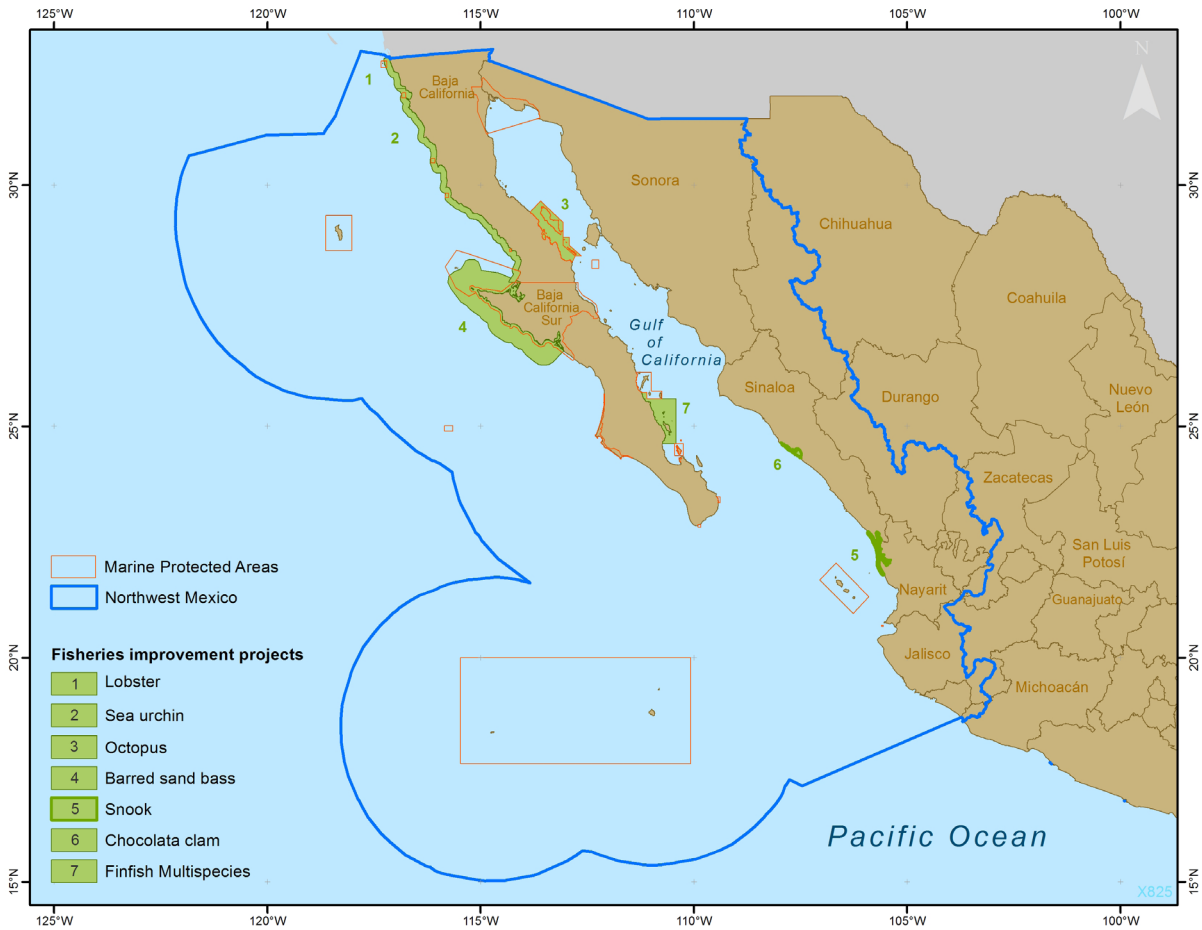 125°W
120°W
115°W
110°W
105°W
100°W
N
1
Baja
California
2
30°N
Sonora
30°N
3
Chihuahua
Baja
California
Sur
Coahuila
4
Gulf
of
California
Sinaloa
Durango
Nuevo
León
7
25°N
25°N
6
Zacatecas
5
San Luis
Potosí
Marine Protected Areas
Nayarit
Guanajuato
Northwest Mexico
Jalisco
20°N
20°N
Michoacán
Fisheries improvement projects
1 Lobster
2 Sea urchin
3 Octopus
4 Barred sand bass
5 Snook
6 Chocolata clam
7 Finfish Multispecies
Pacific Ocean
15°N
15°N
X825
125°W
120°W
115°W
110°W
105°W
100°W